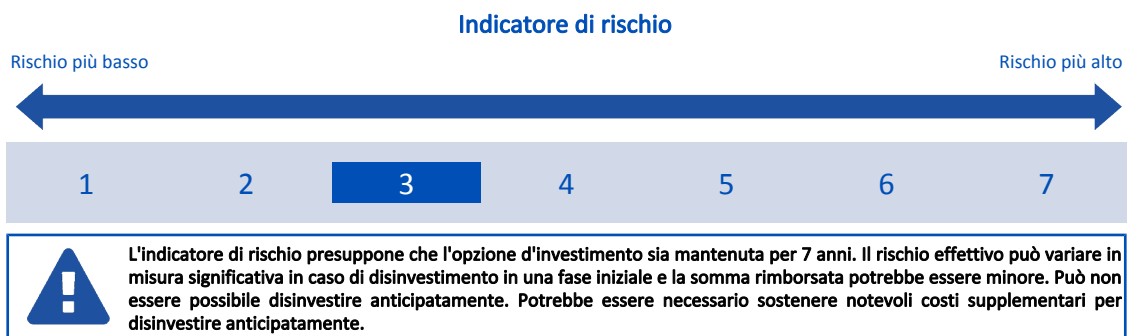 Indicatore di rischio
Rischio più basso
Rischio più alto
1 2 3 4 5 6 7
L'indicatore di rischio presuppone che l'opzione d'investimento sia mantenuta per 7 anni. Il rischio effettivo può variare in
misura significativa in caso di disinvestimento in una fase iniziale e la somma rimborsata potrebbe essere minore. Può non
essere possibile disinvestire anticipatamente. Potrebbe essere necessario sostenere notevoli costi supplementari per
disinvestire anticipatamente.